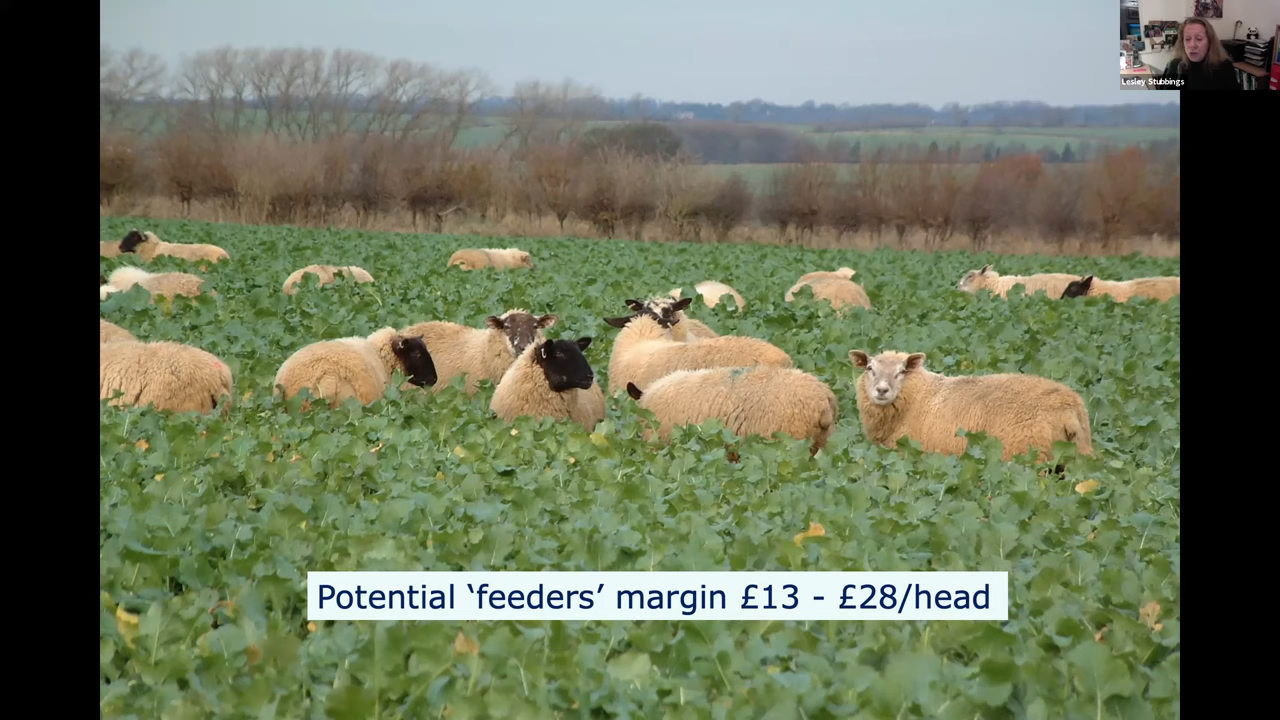 Lesley Stubbings
Potential ‘feeders’ margin £13 - £28/head